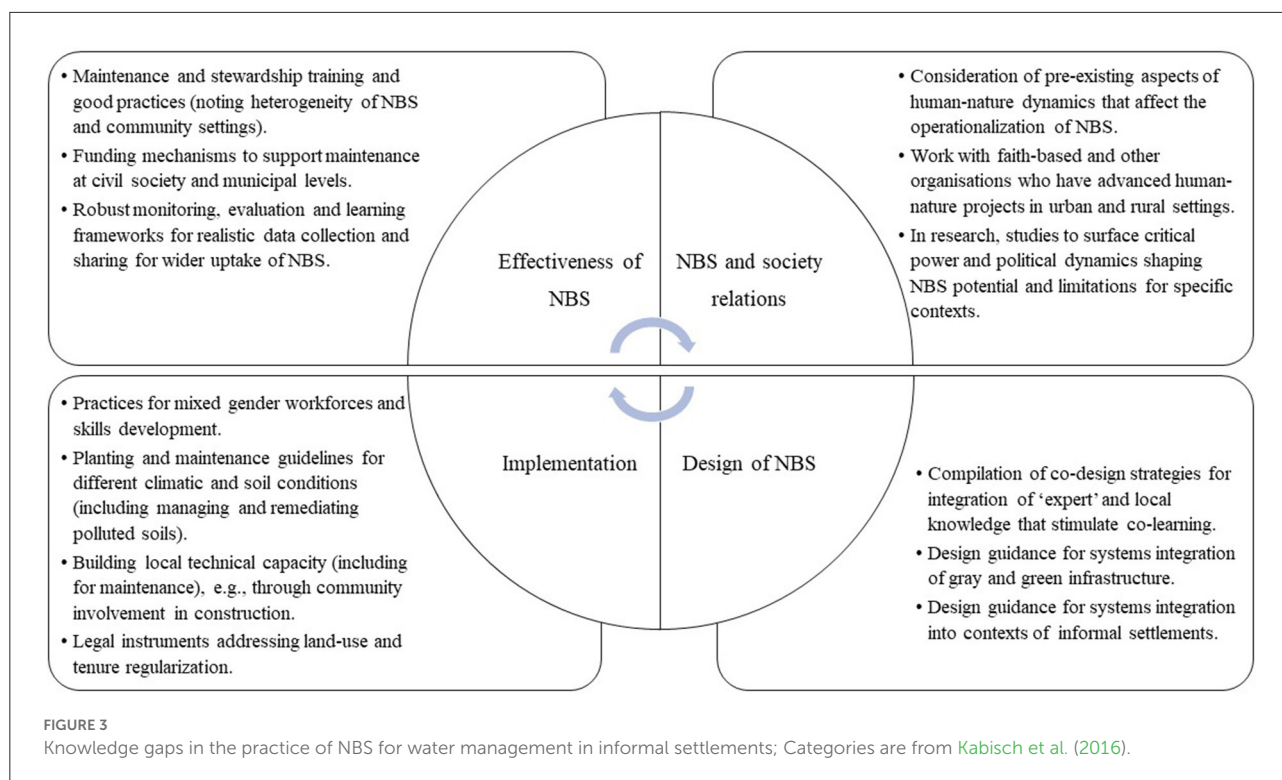 • Maintenance and stewardship training and
good practices (noting heterogeneity of NBS
and community settings).
• Funding mechanisms to support maintenance
at civil society and municipal levels.
• Robust monitoring, evaluation and learning
frameworks for realistic data collection and
sharing for wider uptake of NBS.
Effectiveness of
NBS
NBS and society
relations
• Consideration of pre-existing aspects of
human-nature dynamics that affect the
operationalization of NBS.
• Work with faith-based and other
organisations who have advanced human-
nature projects in urban and rural settings.
• In research, studies to surface critical
power and political dynamics shaping
NBS potential and limitations for specific
contexts.
• Practices for mixed gender workforces and
skills development.
• Planting and maintenance guidelines for
different climatic and soil conditions
(including managing and remediating
polluted soils).
• Building local technical capacity (including
for maintenance), e.g., through community
involvement in construction.
• Legal instruments addressing land-use and
tenure regularization.
Implementation
Design of NBS
• Compilation of co-design strategies for
integration of ‘expert’ and local
knowledge that stimulate co-learning.
• Design guidance for systems integration
of gray and green infrastructure.
• Design guidance for systems integration
into contexts of informal settlements.
FIGURE 3
Knowledge gaps in the practice of NBS for water management in informal settlements; Categories are from Kabisch et al. (2016).